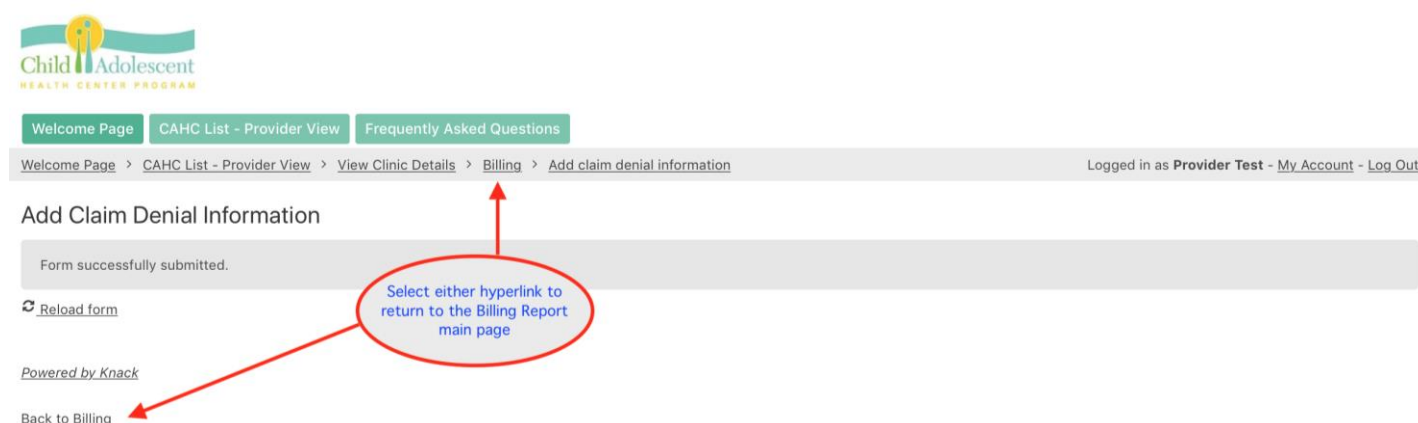 Child Adolescent
HEALTH CENTER PROGRAM
Welcome Page CAHC List - Provider View Frequently Asked Questions
Welcome Page > CAHC List - Provider View > View Clinic Details > Billing > Add claim denial information Logged in as Provider Test - My Account - Log Out
Add Claim Denial Information
Form successfully submitted.
Select either hyperlink to
return to the Billing Report
main page
Reload form
Powered by Knack
Back to Billing